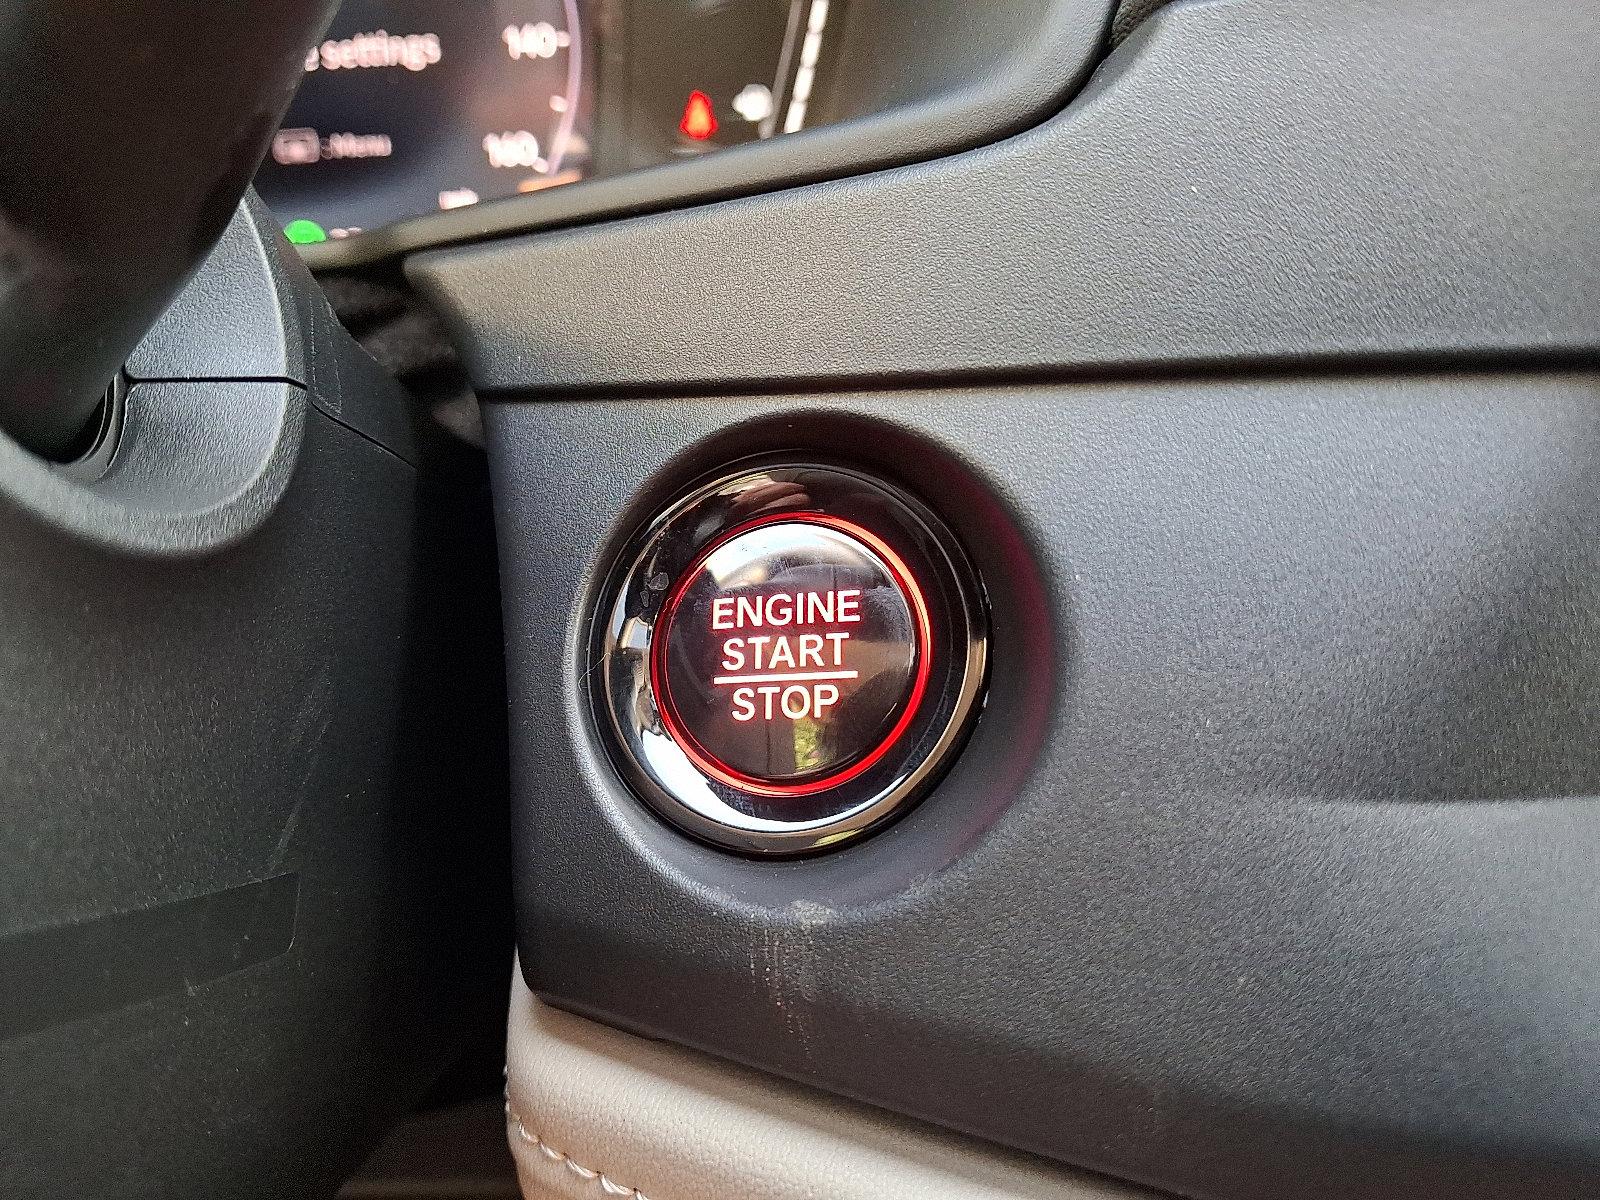 settings
140
: Menu
160
ENGINE
START
STOP